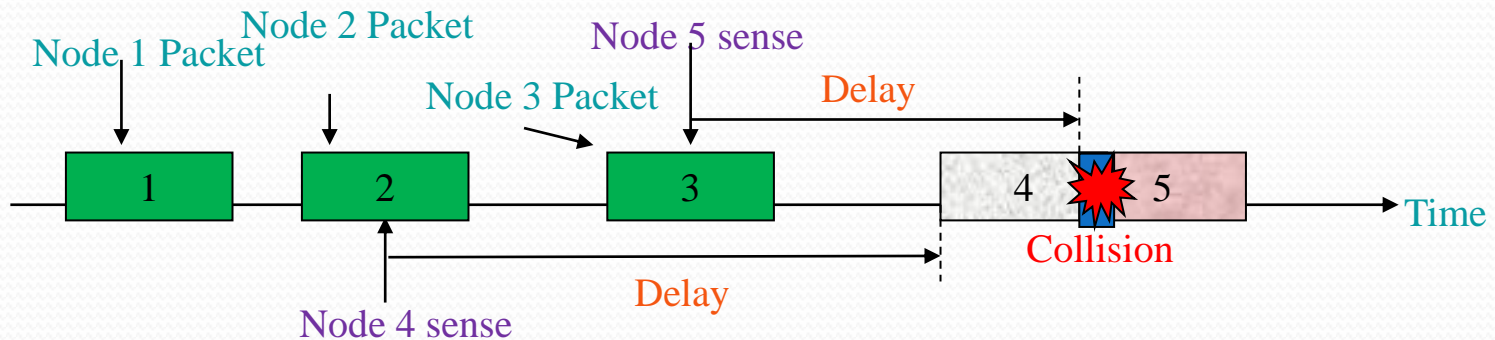 Node 1 Packet
Node 2 Packet
Node 3 Packet
Node 5 sense
Delay
1
2
3
4
5
Time
Collision
Delay
Node 4 sense